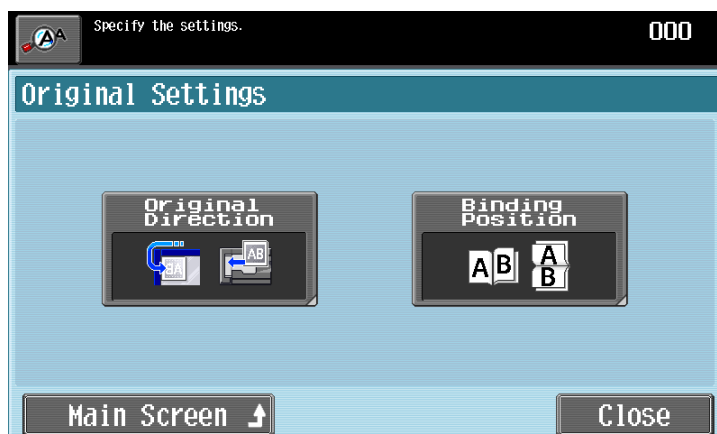 Specify the settings.
000
Original Settings
Original
Direction
AB
AB
Binding
Position
A B
A
B
Main Screen
Close